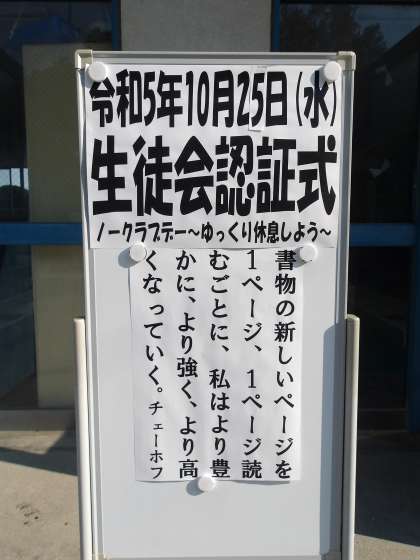 令和5年10月25日(水)
生徒会認証式
ノークラブデー～ゆっくり休息しよう～
書物の新しいページを
1ページ、1ページ読
むごとに、私はより豊
かに、より強く、より高
くなっていく。チェーホフ